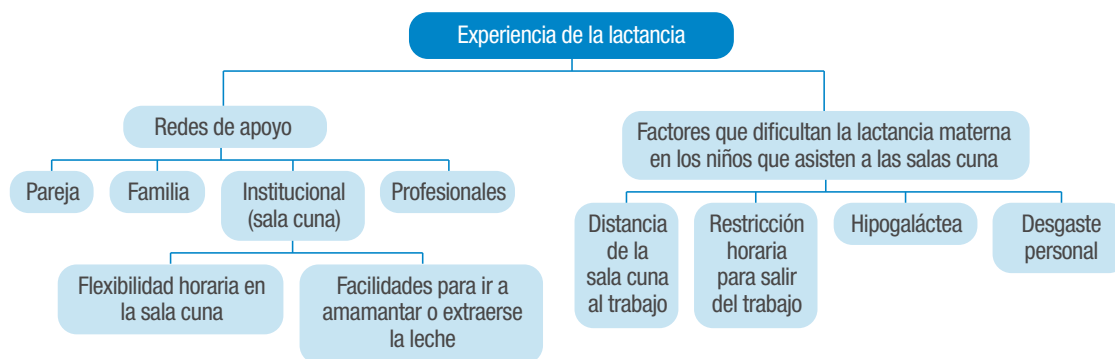 Experiencia de la lactancia
Redes de apoyo
Factores que dificultan la lactancia materna
en los niños que asisten a las salas cuna
Pareja
Familia
Institucional
(sala cuna)
Profesionales
Distancia
de la
sala cuna
al trabajo
Restricción
horaria
para salir
del trabajo
Hipogaláctea
Desgaste
personal
Flexibilidad horaria en
la sala cuna
Facilidades para ir a
amamantar o extraerse
la leche